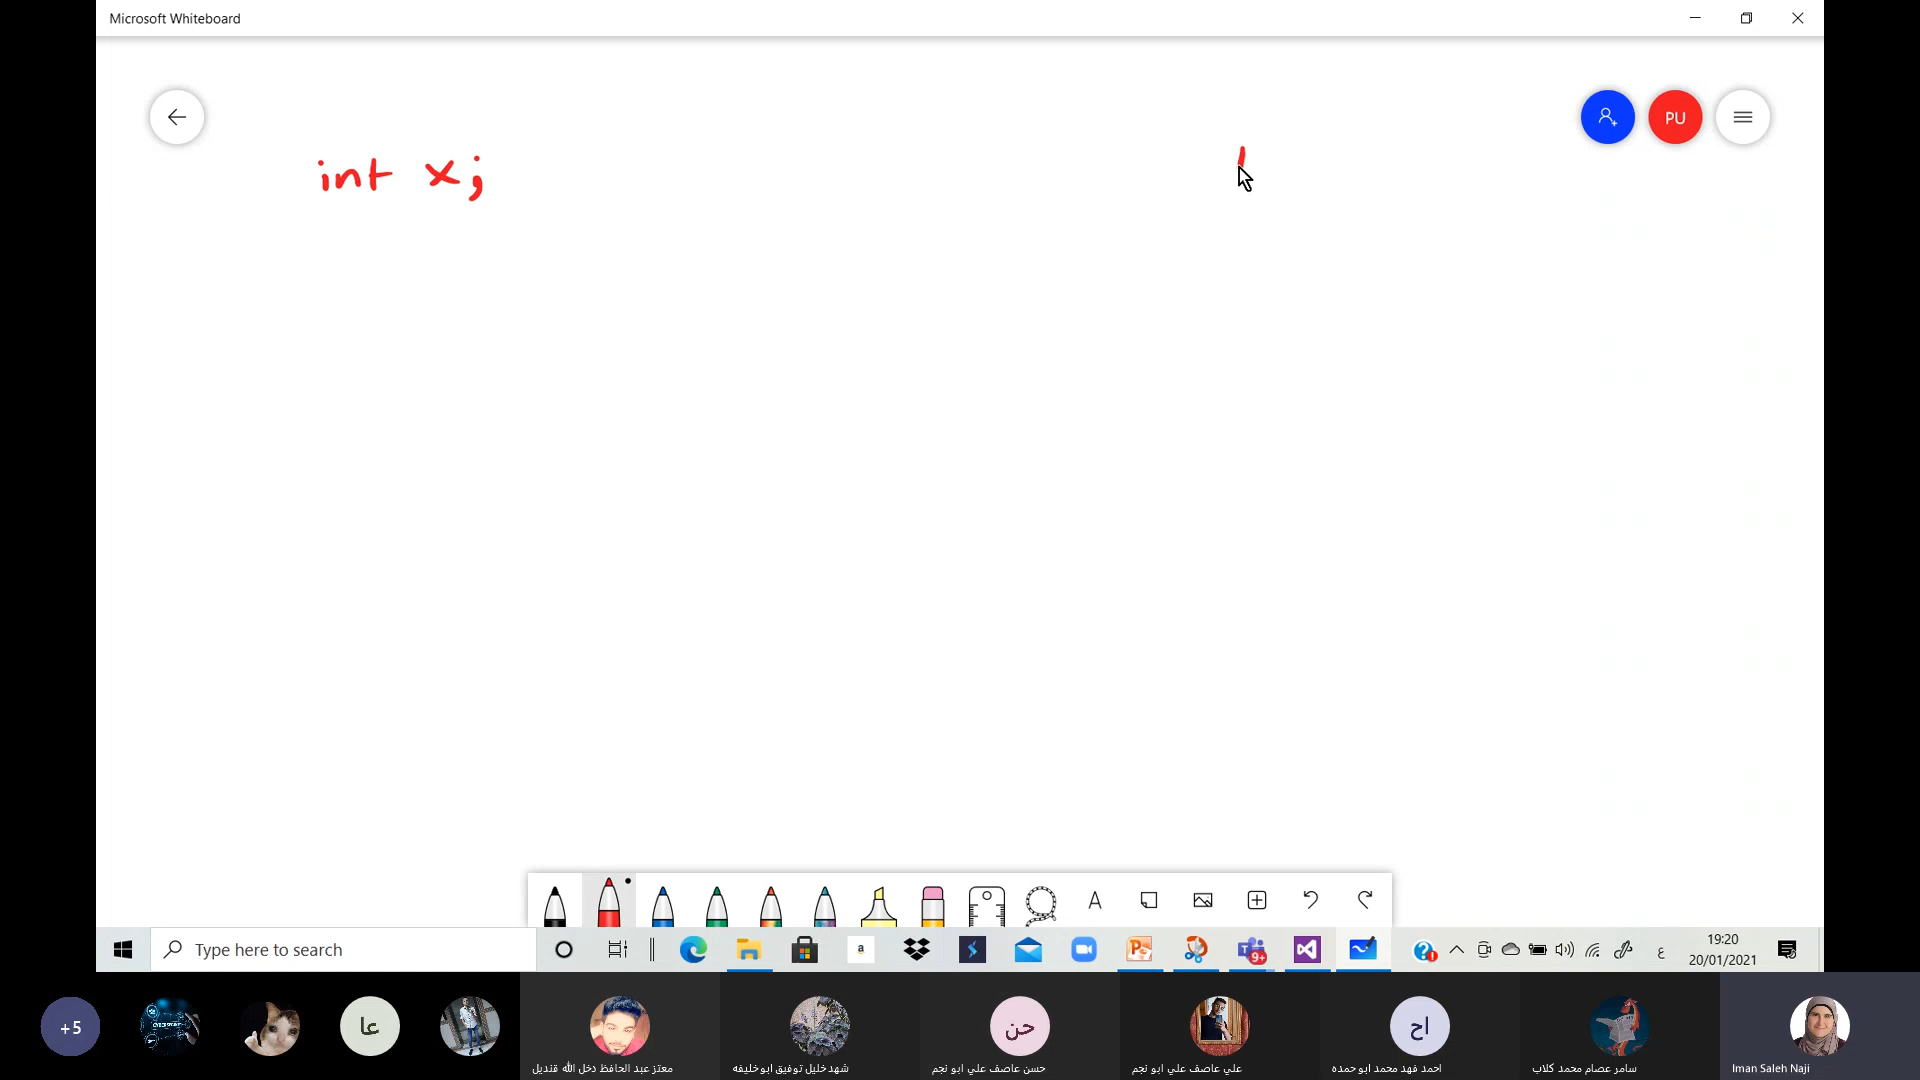 Microsoft Whiteboard
PU
int x;
A
a
9+
Type here to search
ع
19:20
20/01/2021
+5
عا
حن
اح
معتز عبد الحافظ دخل الله قنديل
شهد خليل توفيق ابو خليفه
حسن عاصف علي ابو نجم
علي عاصف علي ابو نجم
احمد فهد محمد ابو حمده
سامر عصام محمد كلاب
Iman Saleh Naji